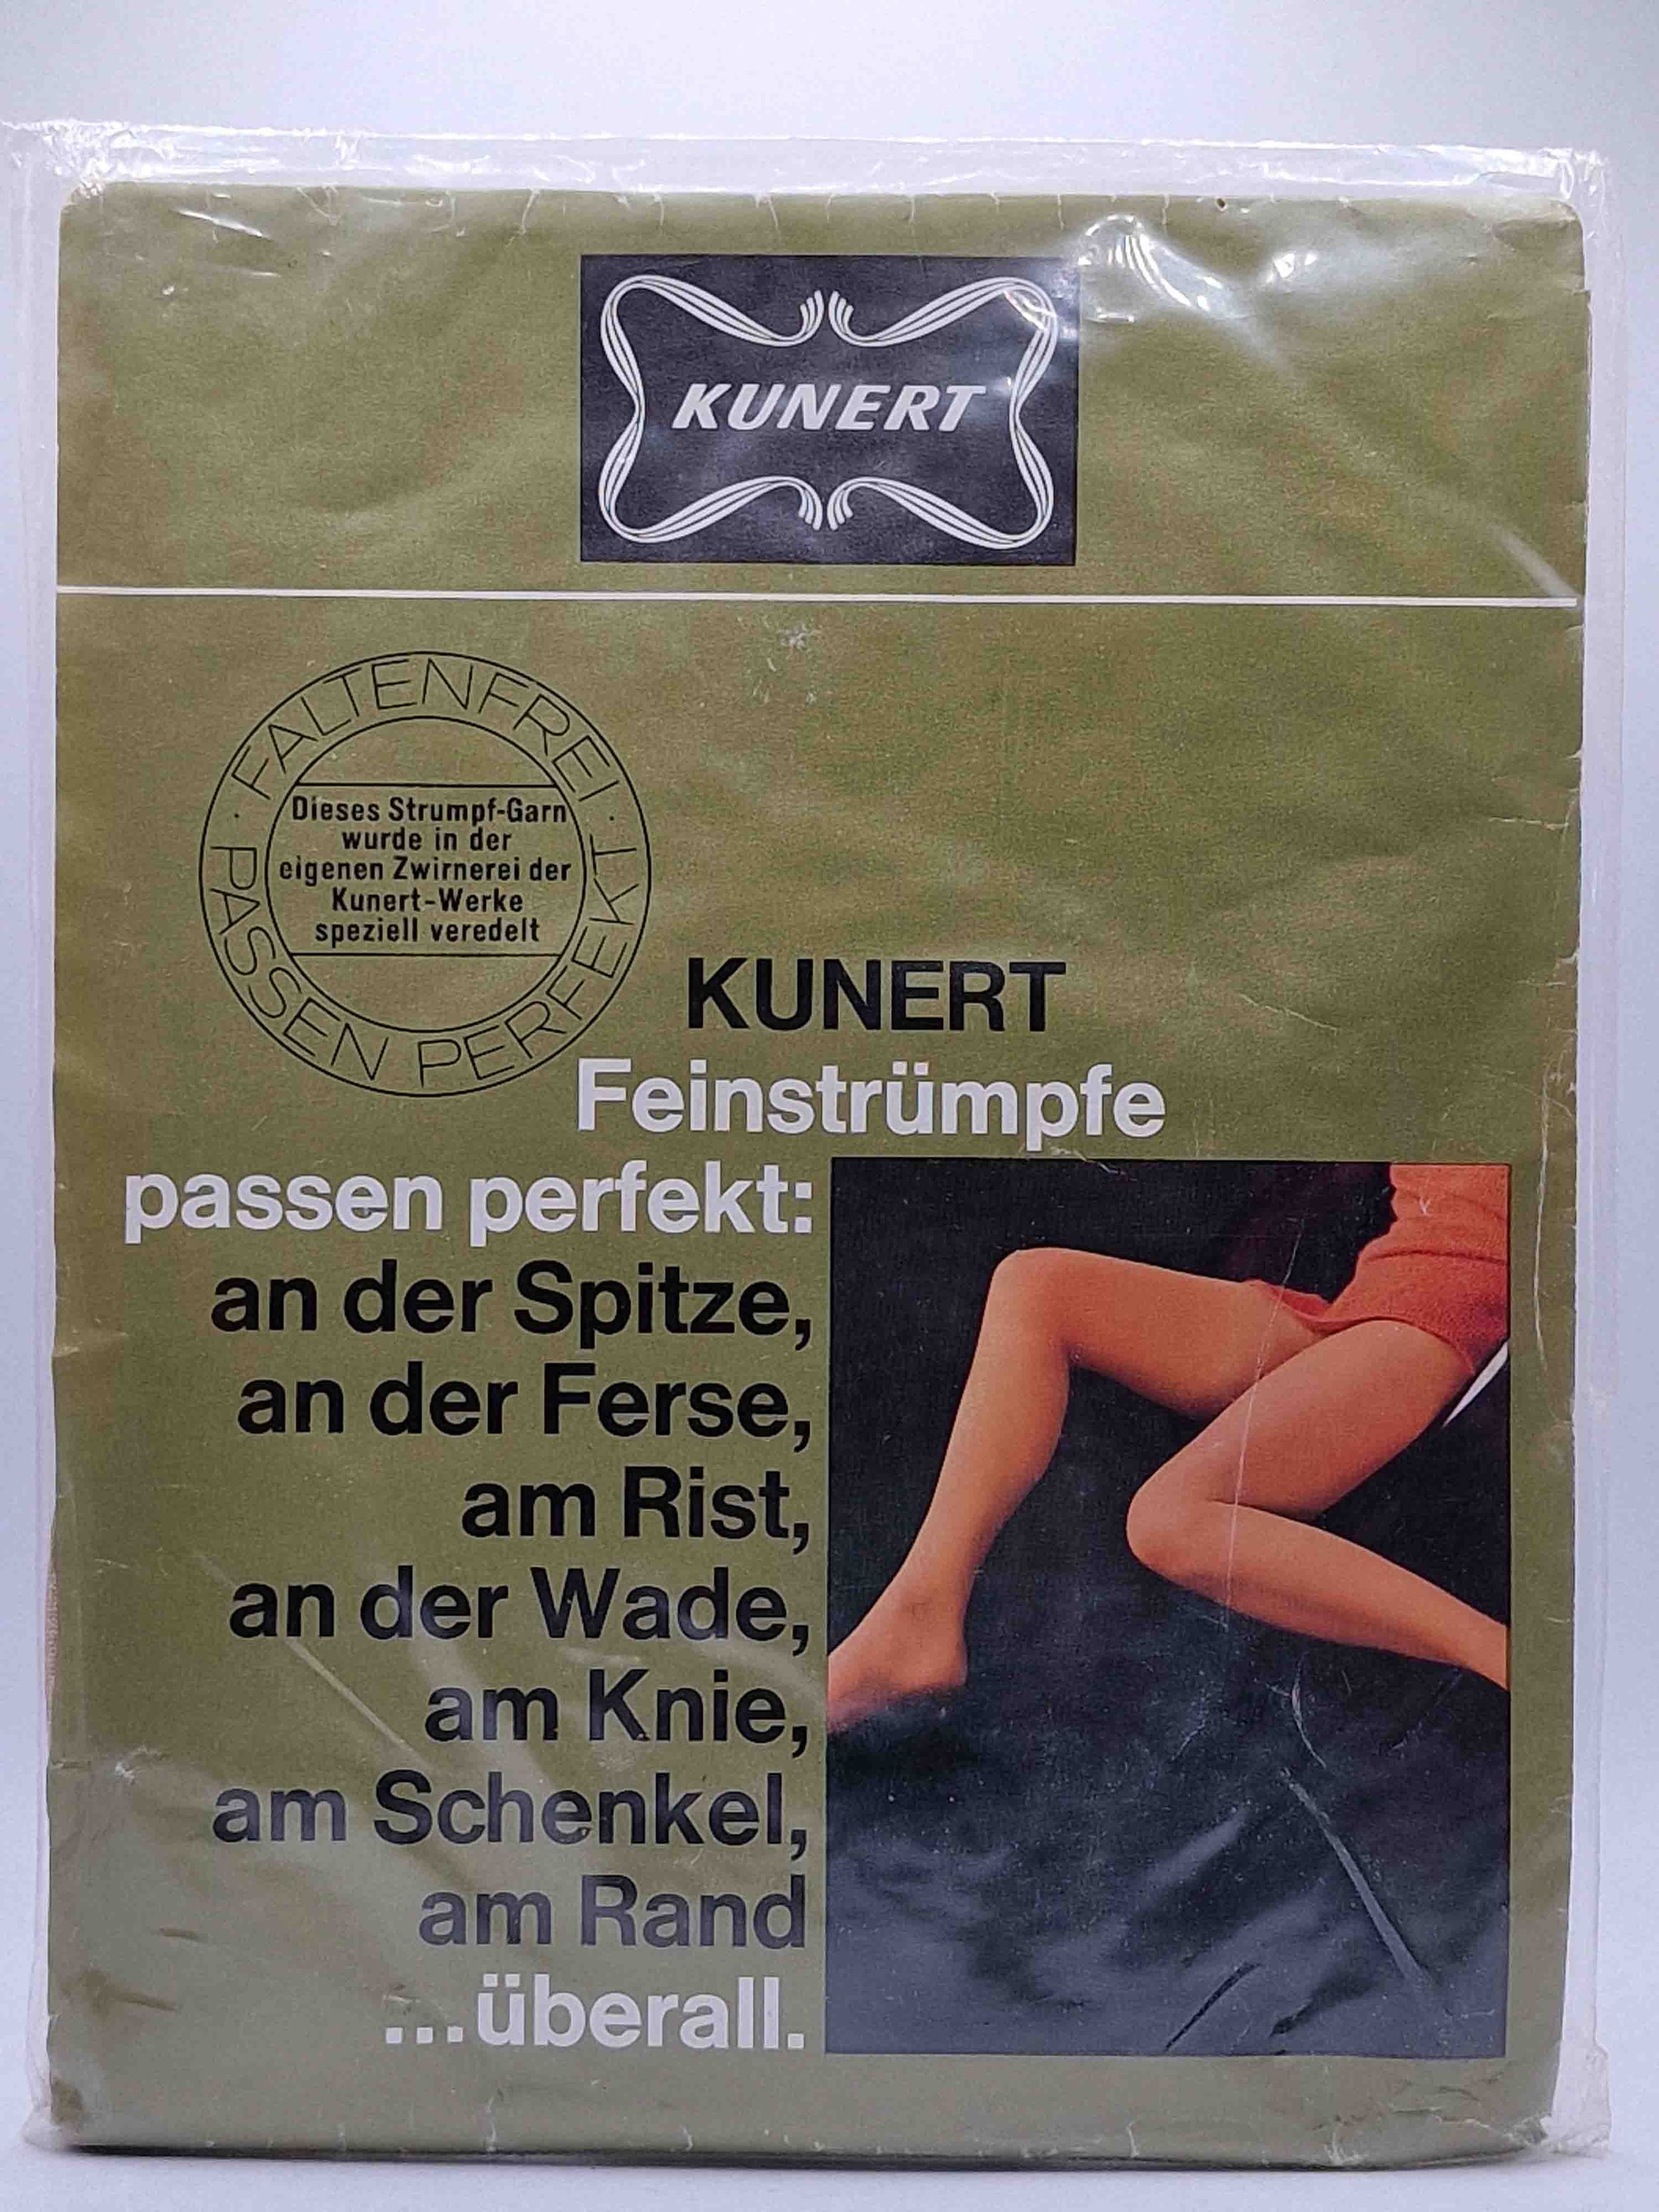 KUNERT
FALTENFREI · PASSEN PERFEKT ·
Dieses Strumpf-Garn
wurde in der
eigenen Zwirnerei der
Kunert-Werke
speziell veredelt
KUNERT
Feinstrümpfe
passen perfekt:
an der Spitze,
an der Ferse,
am Rist,
an der Wade,
am Knie,
am Schenkel,
am Rand
...überall.